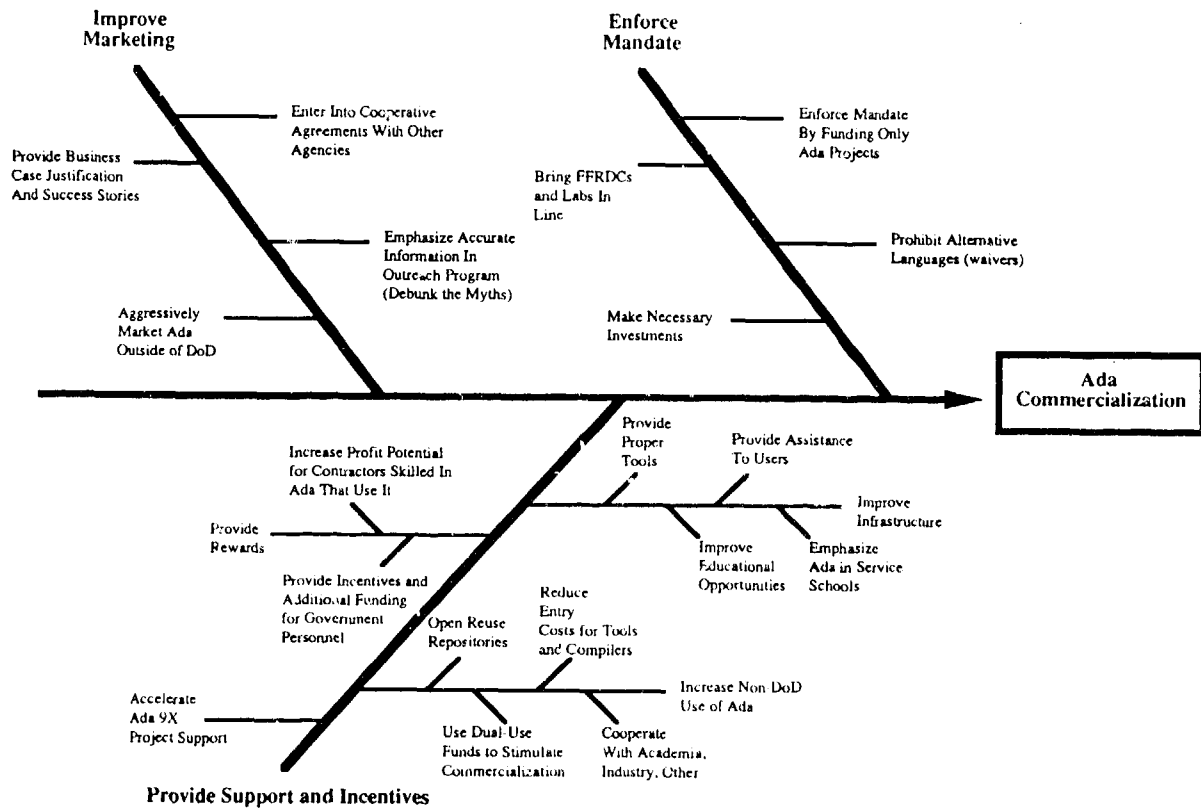 Improve
Marketing
Enforce
Mandate
Enter Into Cooperative
Agreements With Other
Agencies
Provide Business
Case Justification
And Success Stories
Emphasize Accurate
Information In
Outreach Program
(Debunk the Myths)
Aggressively
Market Ada
Outside of DoD
Enforce Mandate
By Funding Only
Ada Projects
Bring FFRDCs
and Labs In
Line
Prohibit Alternative
Languages (waivers)
Make Necessary
Investments
Ada
Commercialization
Increase Profit Potential
for Contractors Skilled In
Ada That Use It
Provide
Rewards
Provide Incentives and
Additional Funding
for Government
Personnel
Provide
Proper
Tools
Provide Assistance
To Users
Improve
Infrastructure
Improve
Educational
Opportunities
Emphasize
Ada in Service
Schools
Open Reuse
Repositories
Reduce
Entry
Costs for Tools
and Compilers
Increase Non-DoD
Use of Ada
Accelerate
Ada 9X
Project Support
Use Dual-Use
Funds to Stimulate
Commercialization
Cooperate
With Academia,
Industry, Other
Provide Support and Incentives